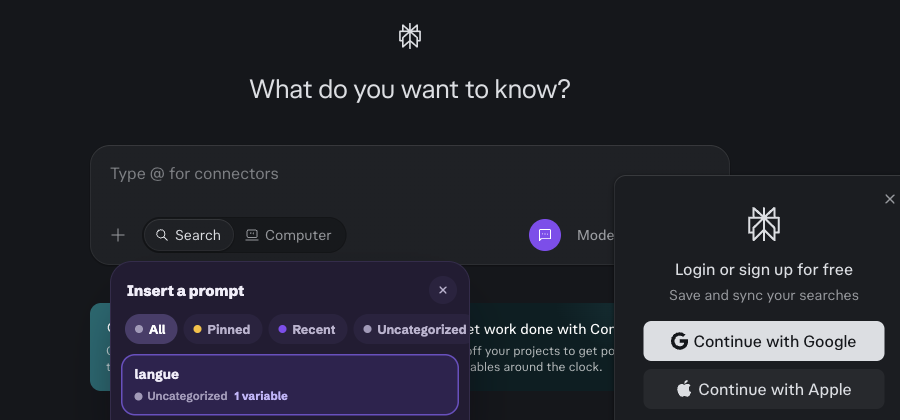 What do you want to know?
Type @ for connectors
Search
Computer
Mode
Login or sign up for free
Save and sync your searches
Continue with Google
Continue with Apple
Insert a prompt
All
Pinned
Recent
Uncategorized
et work done with Com
off your projects to get po
ables around the clock.
langue
Uncategorized 1 variable